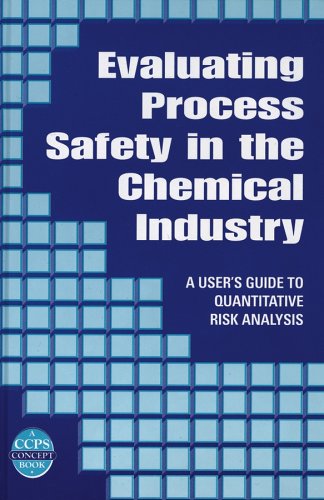 Evaluating
Process
Safety in the
Chemical
Industry
A USER'S GUIDE TO
QUANTITATIVE
RISK ANALYSIS
A
CCPS
CONCEPT
BOOK